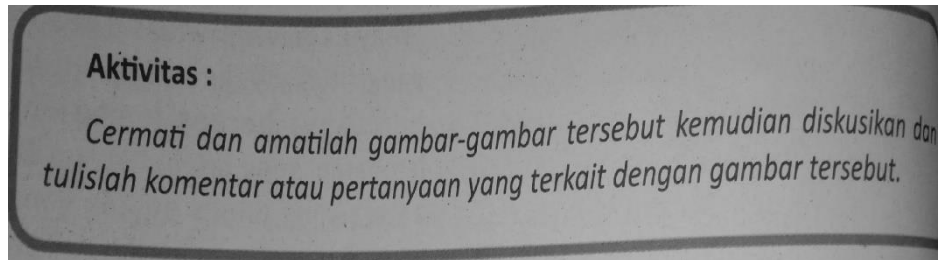 Aktivitas :
Cermati dan amatilah gambar-gambar tersebut kemudian diskusikan dan
tulislah komentar atau pertanyaan yang terkait dengan gambar tersebut.